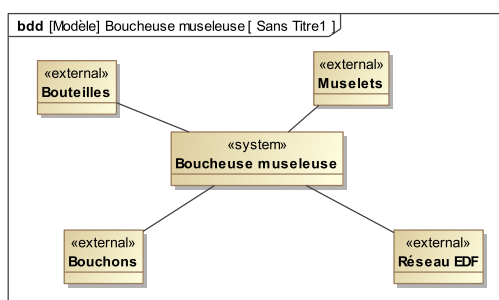 bdd [Modèle] Boucheuse museleuse [ Sans Titre1 ]
«external»
Bouteilles
«external»
Muselets
«system»
Boucheuse museleuse
«external»
Bouchons
«external»
Réseau EDF